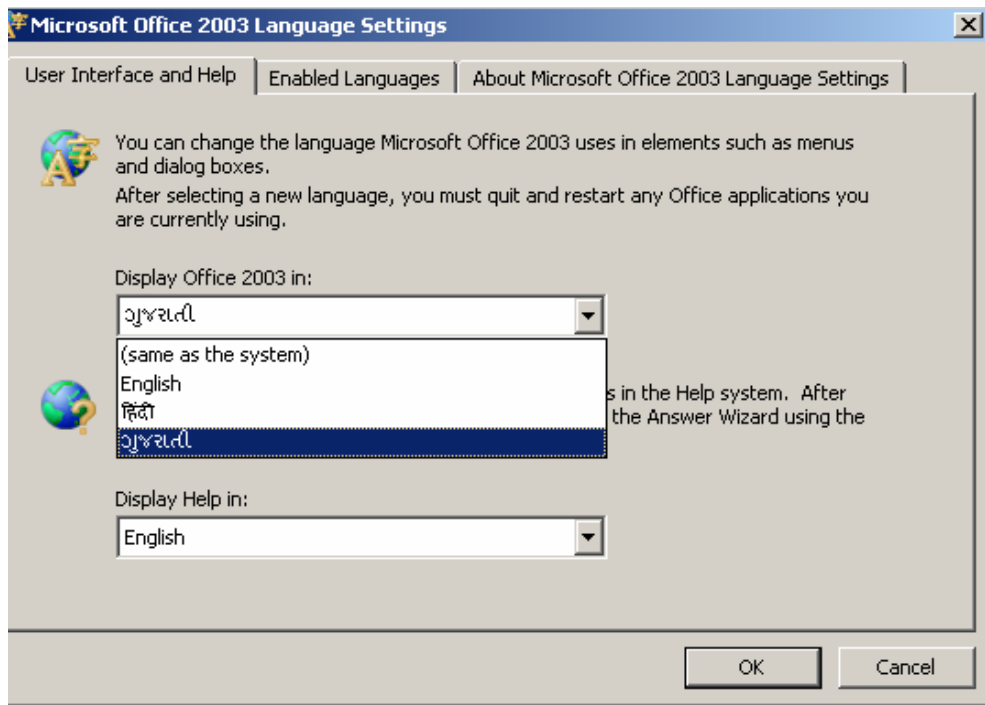 Microsoft Office 2003 Language Settings
User Interface and Help
Enabled Languages
About Microsoft Office 2003 Language Settings
You can change the language Microsoft Office 2003 uses in elements such as menus
and dialog boxes.
After selecting a new language, you must quit and restart any Office applications you
are currently using.
Display Office 2003 in:
ગુજરાતી
(same as the system)
English
हिंदी
ગુજરાતી
s in the Help system. After
the Answer Wizard using the
Display Help in:
English
OK
Cancel